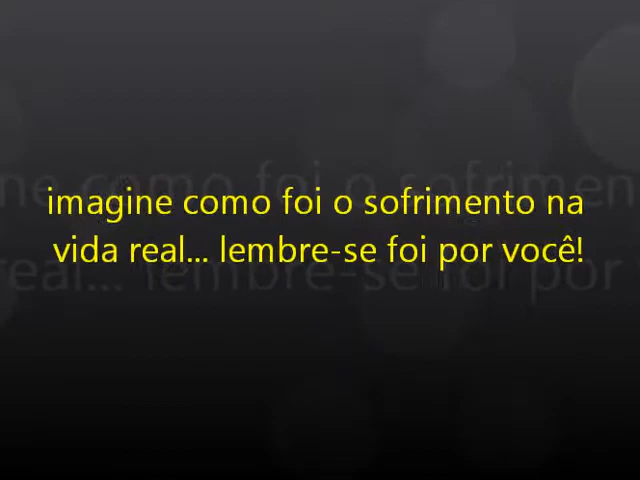 imagine como foi o sofrimento na
vida real... lembre-se foi por você!